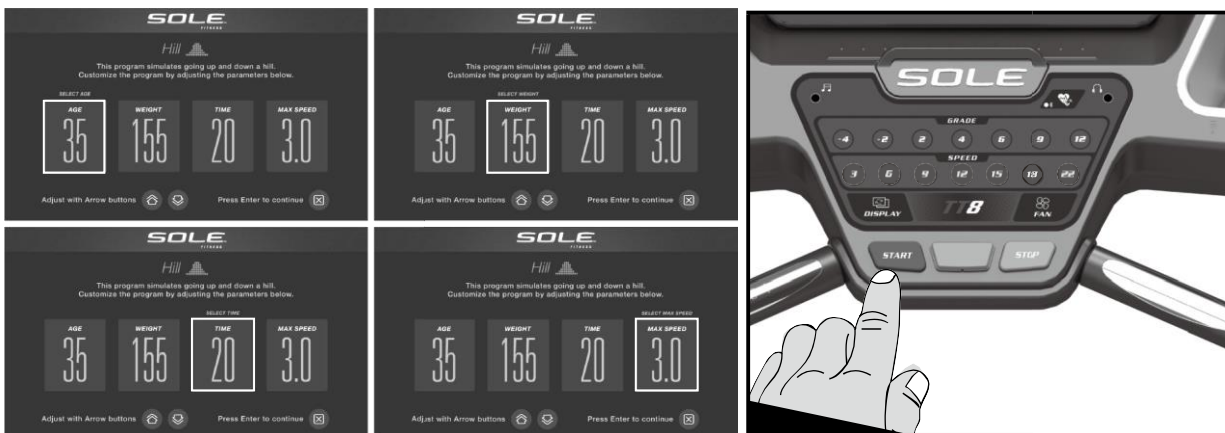 SOLE
FITNESS
Hill
This program simulates going up and down a hill.
Customize the program by adjusting the parameters below.
SELECT AGE
AGE WEIGHT TIME MAX SPEED
35 155 20 3.0
Adjust with Arrow buttons Press Enter to continue
SOLE
FITNESS
Hill
This program simulates going up and down a hill.
Customize the program by adjusting the parameters below.
SELECT WEIGHT
AGE WEIGHT TIME MAX SPEED
35 155 20 3.0
Adjust with Arrow buttons Press Enter to continue
SOLE
FITNESS
Hill
This program simulates going up and down a hill.
Customize the program by adjusting the parameters below.
SELECT TIME
AGE WEIGHT TIME MAX SPEED
35 155 20 3.0
Adjust with Arrow buttons Press Enter to continue
SOLE
FITNESS
Hill
This program simulates going up and down a hill.
Customize the program by adjusting the parameters below.
SELECT MAX SPEED
AGE WEIGHT TIME MAX SPEED
35 155 20 3.0
Adjust with Arrow buttons Press Enter to continue
SOLE
GRADE
-4 -2 2 4 6 9 12
SPEED
3 6 9 12 15 18 22
DISPLAY TT8 FAN
START STOP